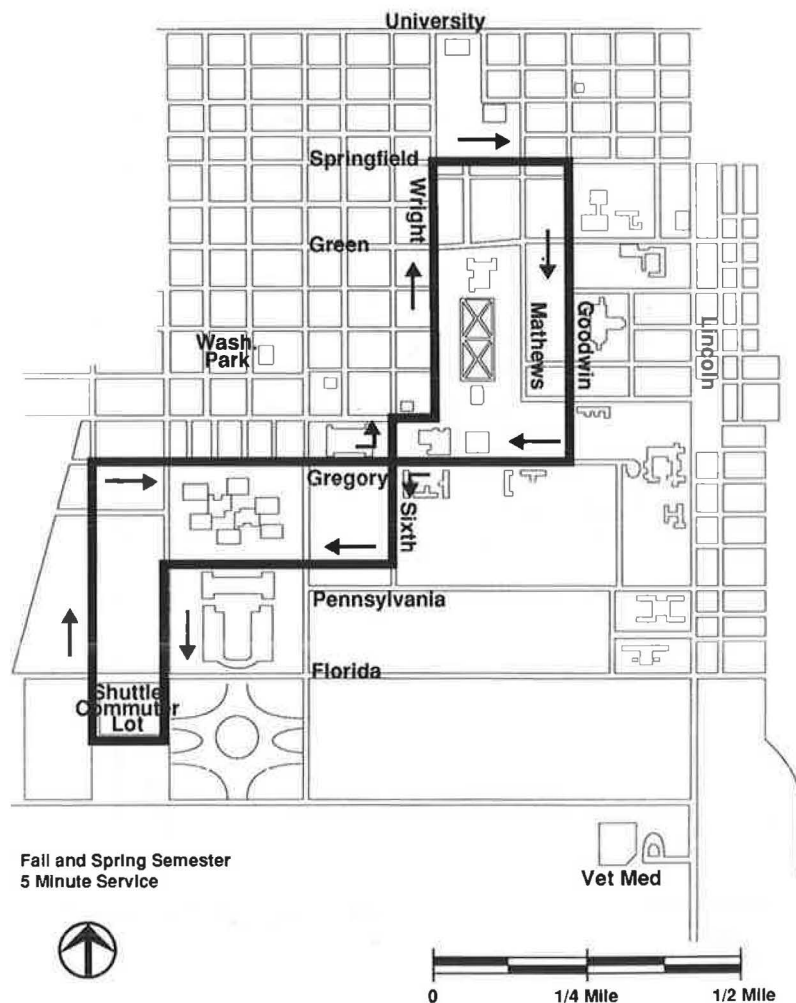 University
Springfield
Wright
Green
Mathews
Goodwin
Lincoln
Wash.
Park
Gregory
Sixth
Pennsylvania
Florida
Shuttle
Commuter
Lot
Fall and Spring Semester
5 Minute Service
Vet Med
0 1/4 Mile 1/2 Mile